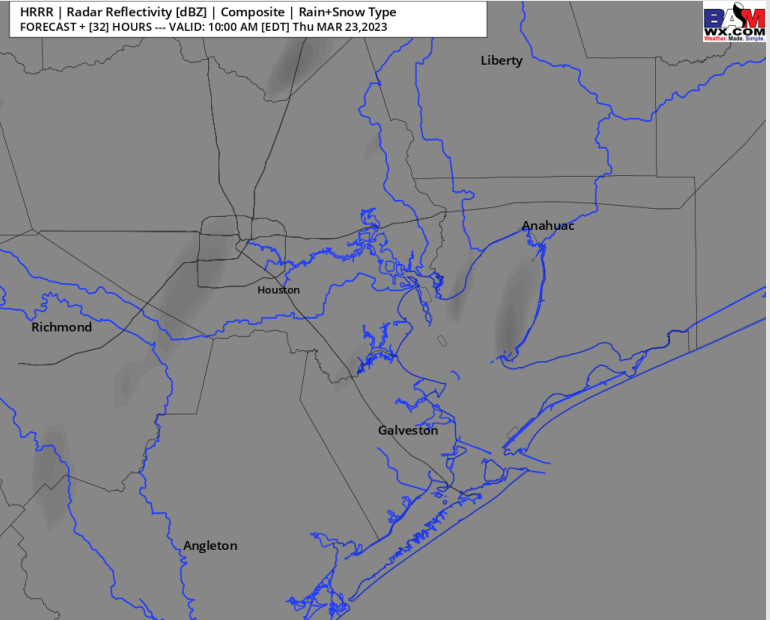 HRRR | Radar Reflectivity [dBZ] | Composite | Rain+Snow Type
FORECAST + [32] HOURS --- VALID: 10:00 AM [EDT] Thu MAR 23,2023
BAM
WX.COM
Weather. Made. Simple.
Liberty
Anahuac
Houston
Richmond
Galveston
Angleton